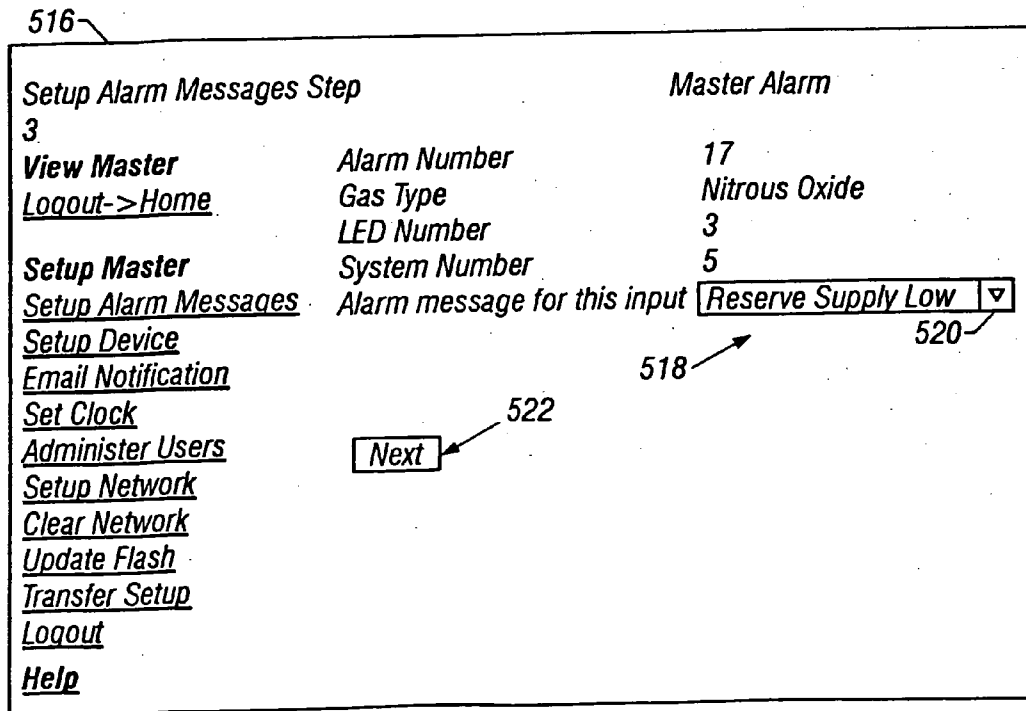 516
Setup Alarm Messages Step Master Alarm
3
View Master Alarm Number 17
Logout->Home Gas Type Nitrous Oxide
LED Number 3
Setup Master System Number 5
Setup Alarm Messages Alarm message for this input Reserve Supply Low
Setup Device 520
Email Notification 518
Set Clock 522
Administer Users Next
Setup Network
Clear Network
Update Flash
Transfer Setup
Logout
Help